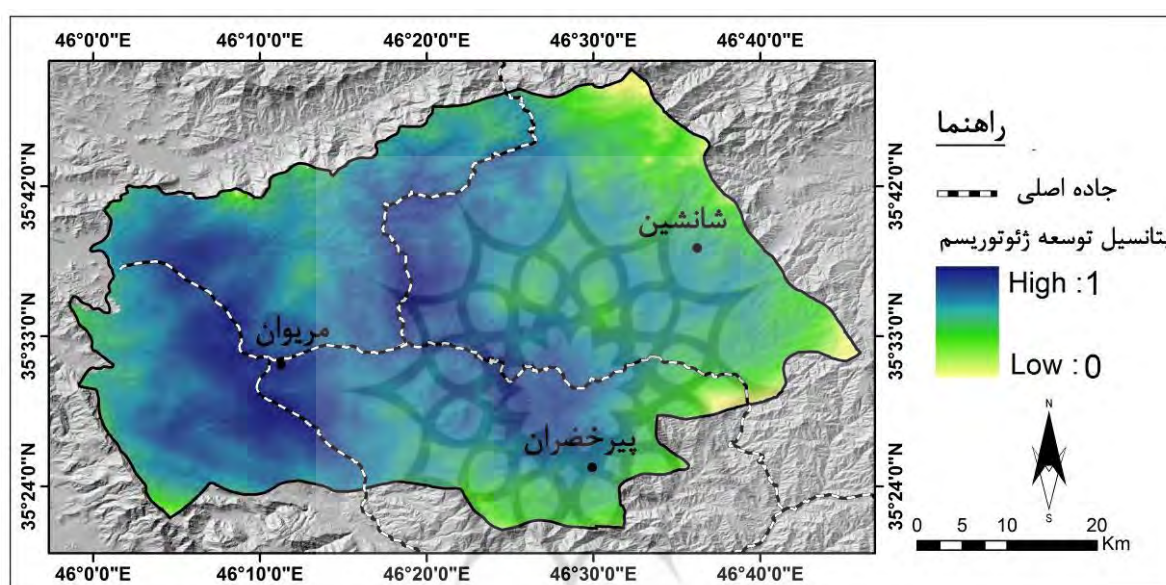 46°0'0"E 46°10'0"E 46°20'0"E 46°30'0"E 46°40'0"E
35°42'0"N
35°33'0"N
35°24'0"N
شانشین
مریوان
پیرخضران
35°42'0"N
35°33'0"N
35°24'0"N
46°0'0"E 46°10'0"E 46°20'0"E 46°30'0"E 46°40'0"E
راهنما
جاده اصلی
پتانسیل توسعه ژئوتوریسم
High : 1
Low : 0
N
S
0 5 10 20
Km